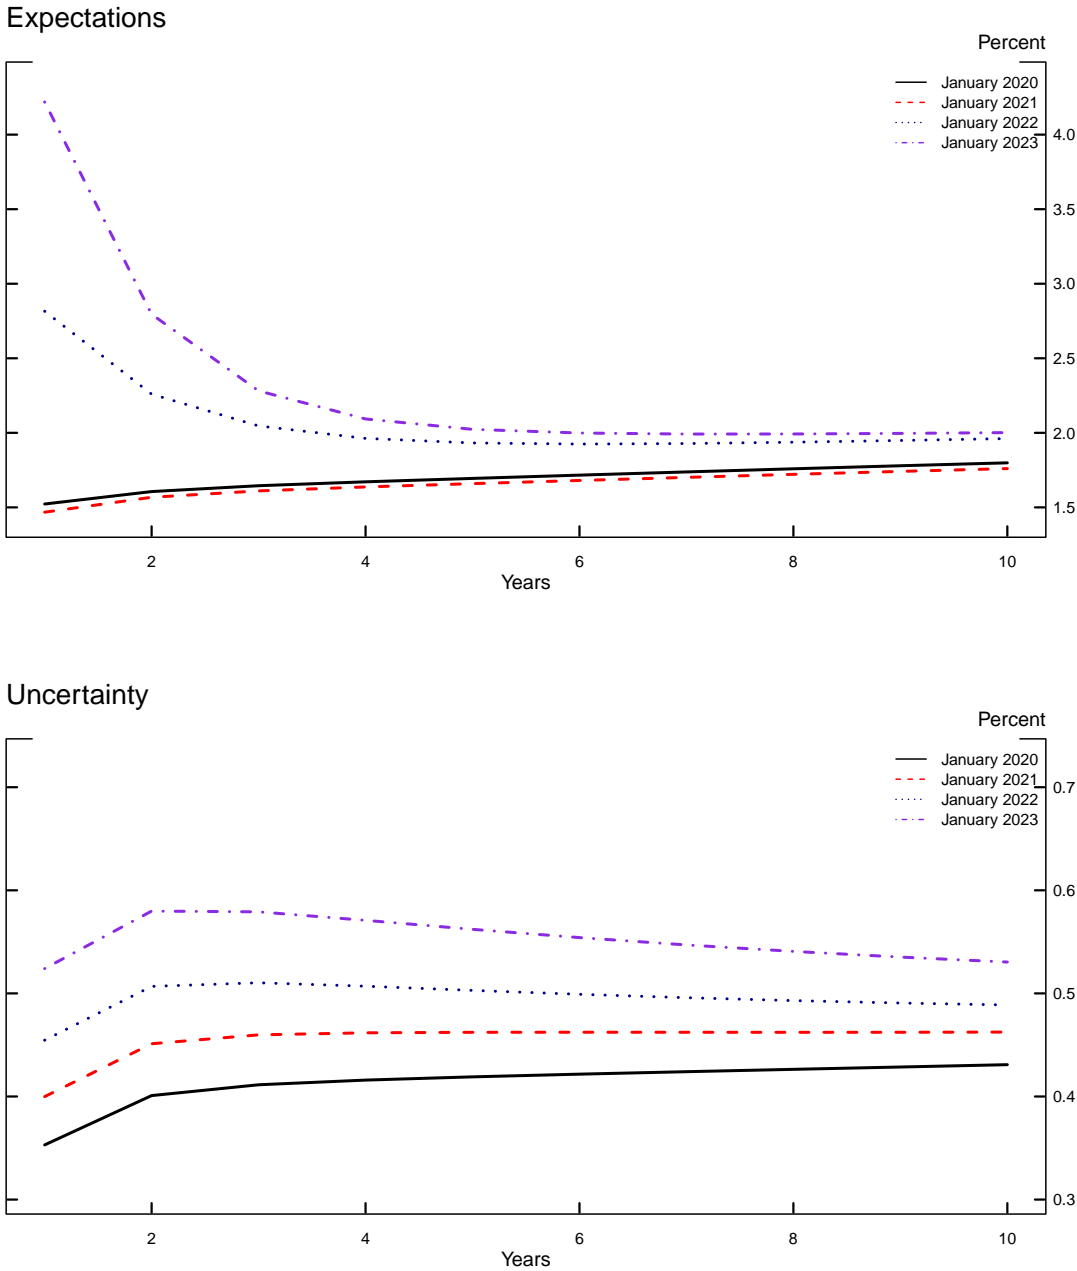 Expectations
Percent
January 2020
January 2021
January 2022
January 2023
4.0
3.5
3.0
2.5
2.0
1.5
2 4 6 8 10
Years
Uncertainty
Percent
January 2020
January 2021
January 2022
January 2023
0.7
0.6
0.5
0.4
0.3
2 4 6 8 10
Years